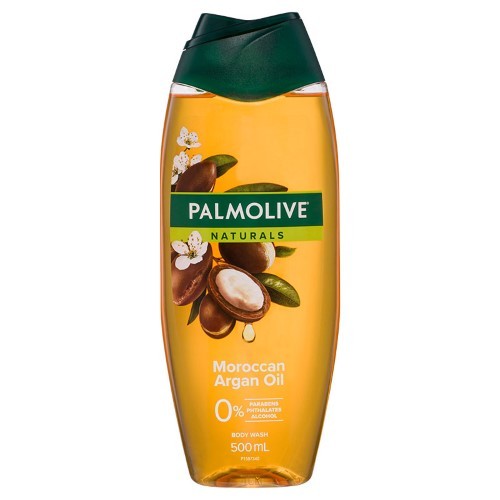 PALMOLIVE®
NATURALS
Moroccan
Argan Oil
0%
PARABENS
PHTHALATES
ALCOHOL
BODY WASH
500mL